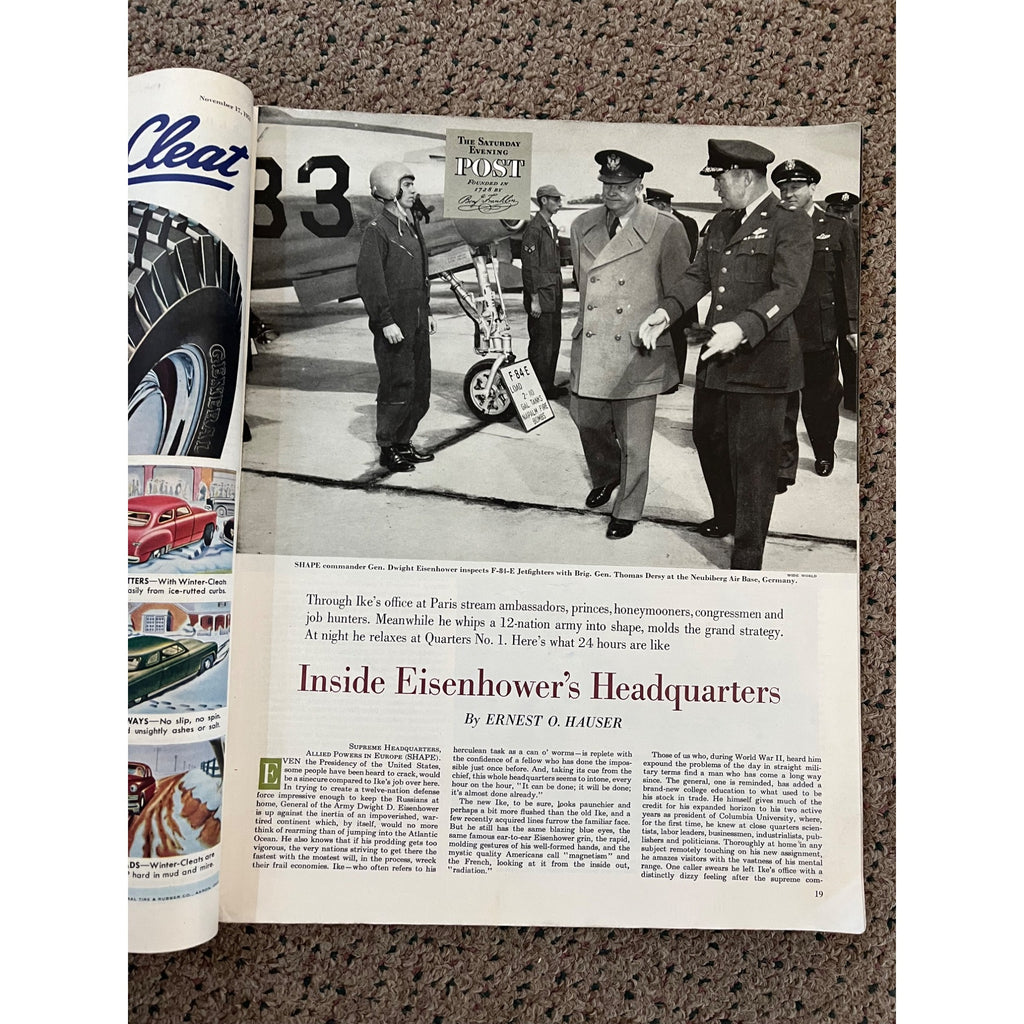 November 17, 195
Cleat
GENERAL
TTERS—With Winter-Cleats
asily from ice-rutted curbs.
WAYS—No slip, no spin.
unsightly ashes or salt.
ADS—Winter-Cleats are
hard in mud and mire.
AL TIRE & RUBBER CO., AKRON,
83
THE SATURDAY
EVENING
POST
FOUNDED IN
1728 BY
Benj. Franklin
F-84E
LOAD
2-110
GAL TANKS
NAPALM FIRE
BOMBS
WIDE WORLD
SHAPE commander Gen. Dwight Eisenhower inspects F-84-E Jetfighters with Brig. Gen. Thomas Dersy at the Neubiberg Air Base, Germany.
Through Ike's office at Paris stream ambassadors, princes, honeymooners, congressmen and
job hunters. Meanwhile he whips a 12-nation army into shape, molds the grand strategy.
At night he relaxes at Quarters No. 1. Here's what 24 hours are like
Inside Eisenhower's Headquarters
By ERNEST O. HAUSER
SUPREME HEADQUARTERS,
ALLIED POWERS IN EUROPE (SHAPE).
EVEN the Presidency of the United States,
some people have been heard to crack, would
be a sinecure compared to Ike's job over here.
In trying to create a twelve-nation defense
force impressive enough to keep the Russians at
home, General of the Army Dwight D. Eisenhower
is up against the inertia of an impoverished, war-
tired continent which, by itself, would no more
think of rearming than of jumping into the Atlantic
Ocean. He also knows that if his prodding gets too
vigorous, the very nations striving to get there the
fastest with the mostest will, in the process, wreck
their frail economies. Ike—who often refers to his
herculean task as a can o' worms—is replete with
the confidence of a fellow who has done the impos-
sible just once before. And, taking its cue from the
chief, this whole headquarters seems to intone, every
hour on the hour, "It can be done; it will be done;
it's almost done already."
The new Ike, to be sure, looks paunchier and
perhaps a bit more flushed than the old Ike, and a
few recently acquired lines furrow the familiar face.
But he still has the same blazing blue eyes, the
same famous ear-to-ear Eisenhower grin, the rapid,
molding gestures of his well-formed hands, and the
mystic quality Americans call "magnetism" and
the French, looking at it from the inside out,
"radiation."
Those of us who, during World War II, heard him
expound the problems of the day in straight mili-
tary terms find a man who has come a long way
since. The general, one is reminded, has added a
brand-new college education to what used to be
his stock in trade. He himself gives much of the
credit for his expanded horizon to his two active
years as president of Columbia University, where,
for the first time, he knew at close quarters scien-
tists, labor leaders, businessmen, industrialists, pub-
lishers and politicians. Thoroughly at home in any
subject remotely touching on his new assignment,
he amazes visitors with the vastness of his mental
range. One caller swears he left Ike's office with a
distinctly dizzy feeling after the supreme com-
19